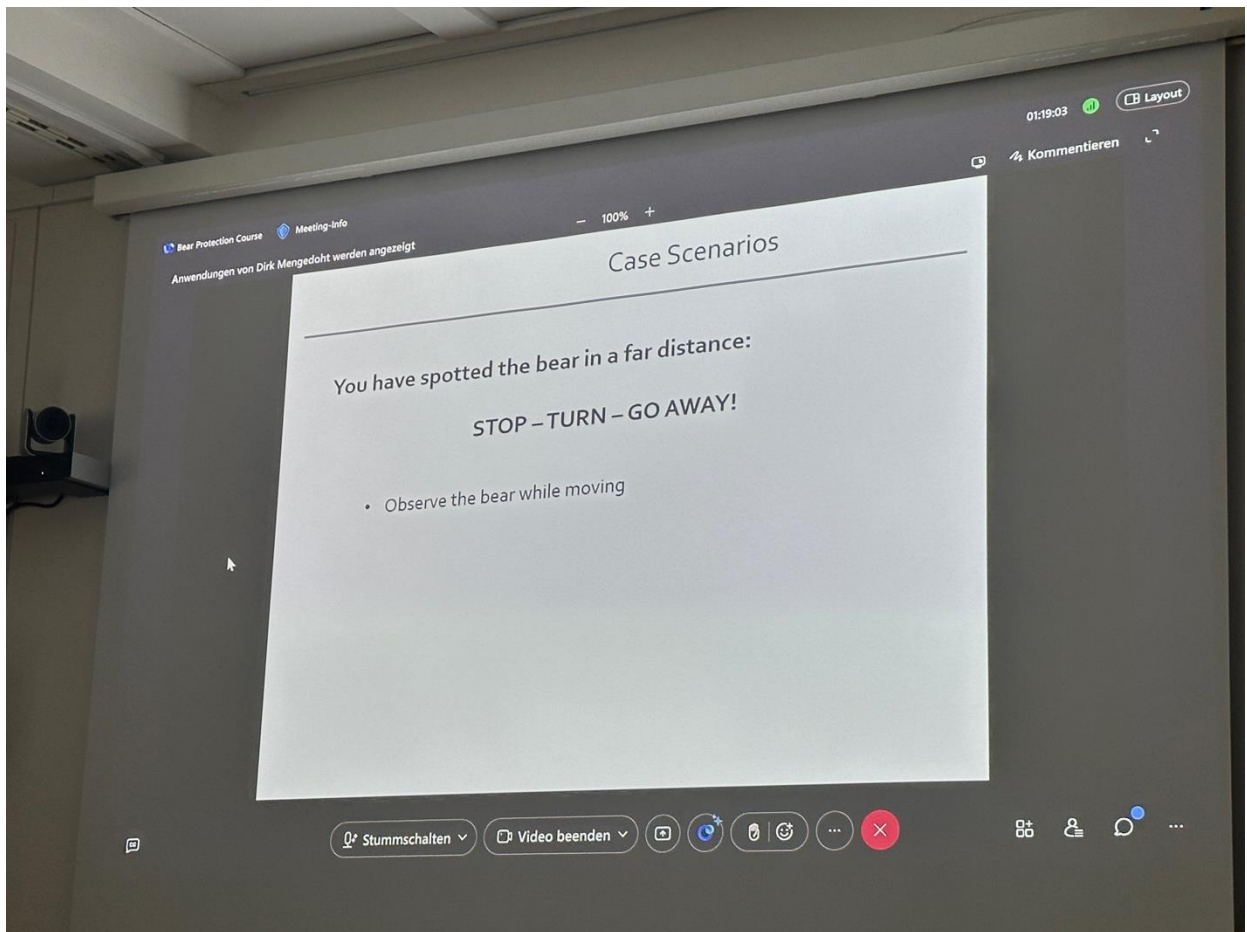 01:19:03
Layout
Kommentieren
Bear Protection Course
Meeting-Info
Anwendungen von Dirk Mengedoht werden angezeigt
− 100% +
Case Scenarios
You have spotted the bear in a far distance:
STOP – TURN – GO AWAY!
• Observe the bear while moving
Stummschalten
Video beenden